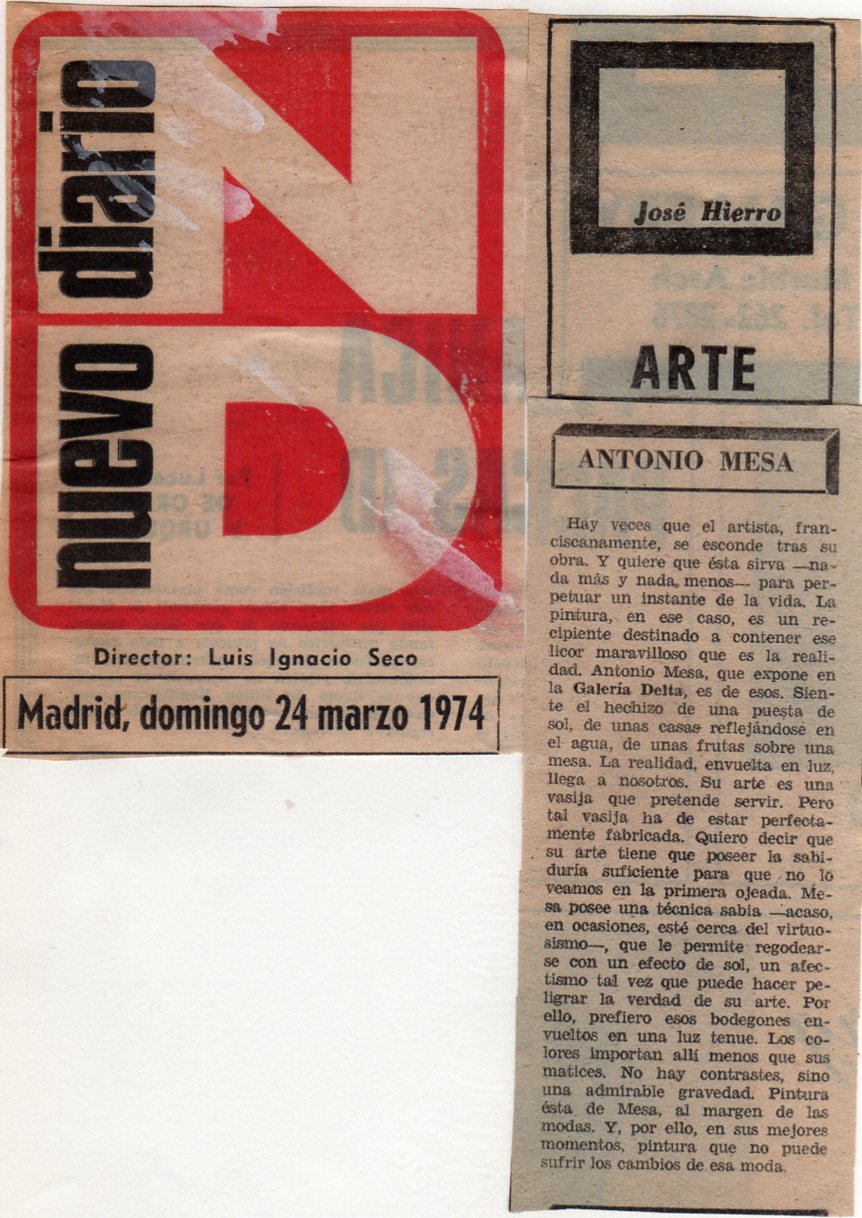 nuevo diario
ND
Director: Luis Ignacio Seco
Madrid, domingo 24 marzo 1974
José Hierro
ARTE
ANTONIO MESA
Hay veces que el artista, fran-
ciscanamente, se esconde tras su
obra. Y quiere que ésta sirva —na-
da más y nada menos— para per-
petuar un instante de la vida. La
pintura, en ese caso, es un re-
cipiente destinado a contener ese
licor maravilloso que es la reali-
dad. Antonio Mesa, que expone en
la Galería Delta, es de esos. Sien-
te el hechizo de una puesta de
sol, de unas casas reflejándose en
el agua, de unas frutas sobre una
mesa. La realidad, envuelta en luz,
llega a nosotros. Su arte es una
vasija que pretende servir. Pero
tal vasija ha de estar perfecta-
mente fabricada. Quiero decir que
su arte tiene que poseer la sabi-
duría suficiente para que no lo
veamos en la primera ojeada. Me-
sa posee una técnica sabia —acaso,
en ocasiones, esté cerca del virtuo-
sismo—, que le permite regodear-
se con un efecto de sol, un afec-
tismo tal vez que puede hacer pe-
ligrar la verdad de su arte. Por
ello, prefiero esos bodegones en-
vueltos en una luz tenue. Los co-
lores importan allí menos que sus
matices. No hay contrastes, sino
una admirable gravedad. Pintura
ésta de Mesa, al margen de las
modas. Y, por ello, en sus mejores
momentos, pintura que no puede
sufrir los cambios de esa moda.